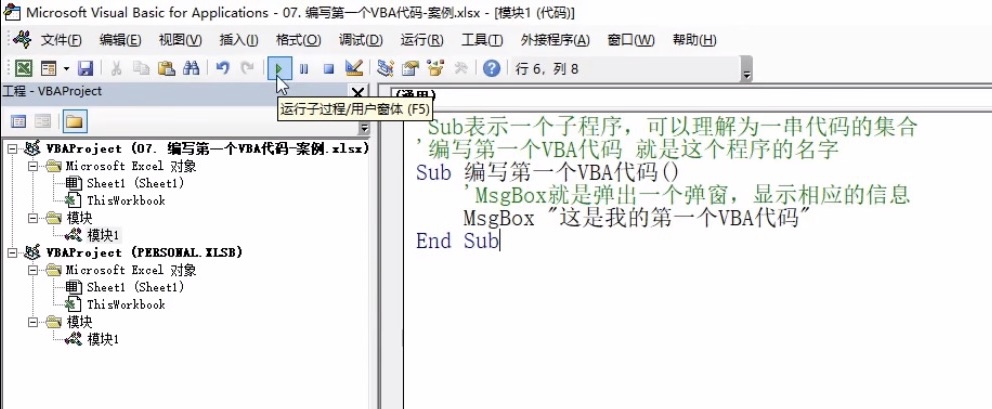 Microsoft Visual Basic for Applications - 07. 编写第一个VBA代码-案例.xlsx - [模块1 (代码)]
文件(F) 编辑(E) 视图(V) 插入(I) 格式(O) 调试(D) 运行(R) 工具(T) 外接程序(A) 窗口(W) 帮助(H)
行 6, 列 8
工程 - VBAProject
(通用)
运行子过程/用户窗体 (F5)
VBAProject (07. 编写第一个VBA代码-案例.xlsx)
Microsoft Excel 对象
Sheet1 (Sheet1)
ThisWorkbook
模块
模块1
VBAProject (PERSONAL.XLSB)
Microsoft Excel 对象
Sheet1 (Sheet1)
ThisWorkbook
模块
模块1
'Sub表示一个子程序，可以理解为一串代码的集合
'编写第一个VBA代码 就是这个程序的名字
Sub 编写第一个VBA代码()
'MsgBox就是弹出一个弹窗，显示相应的信息
MsgBox "这是我的第一个VBA代码"
End Sub